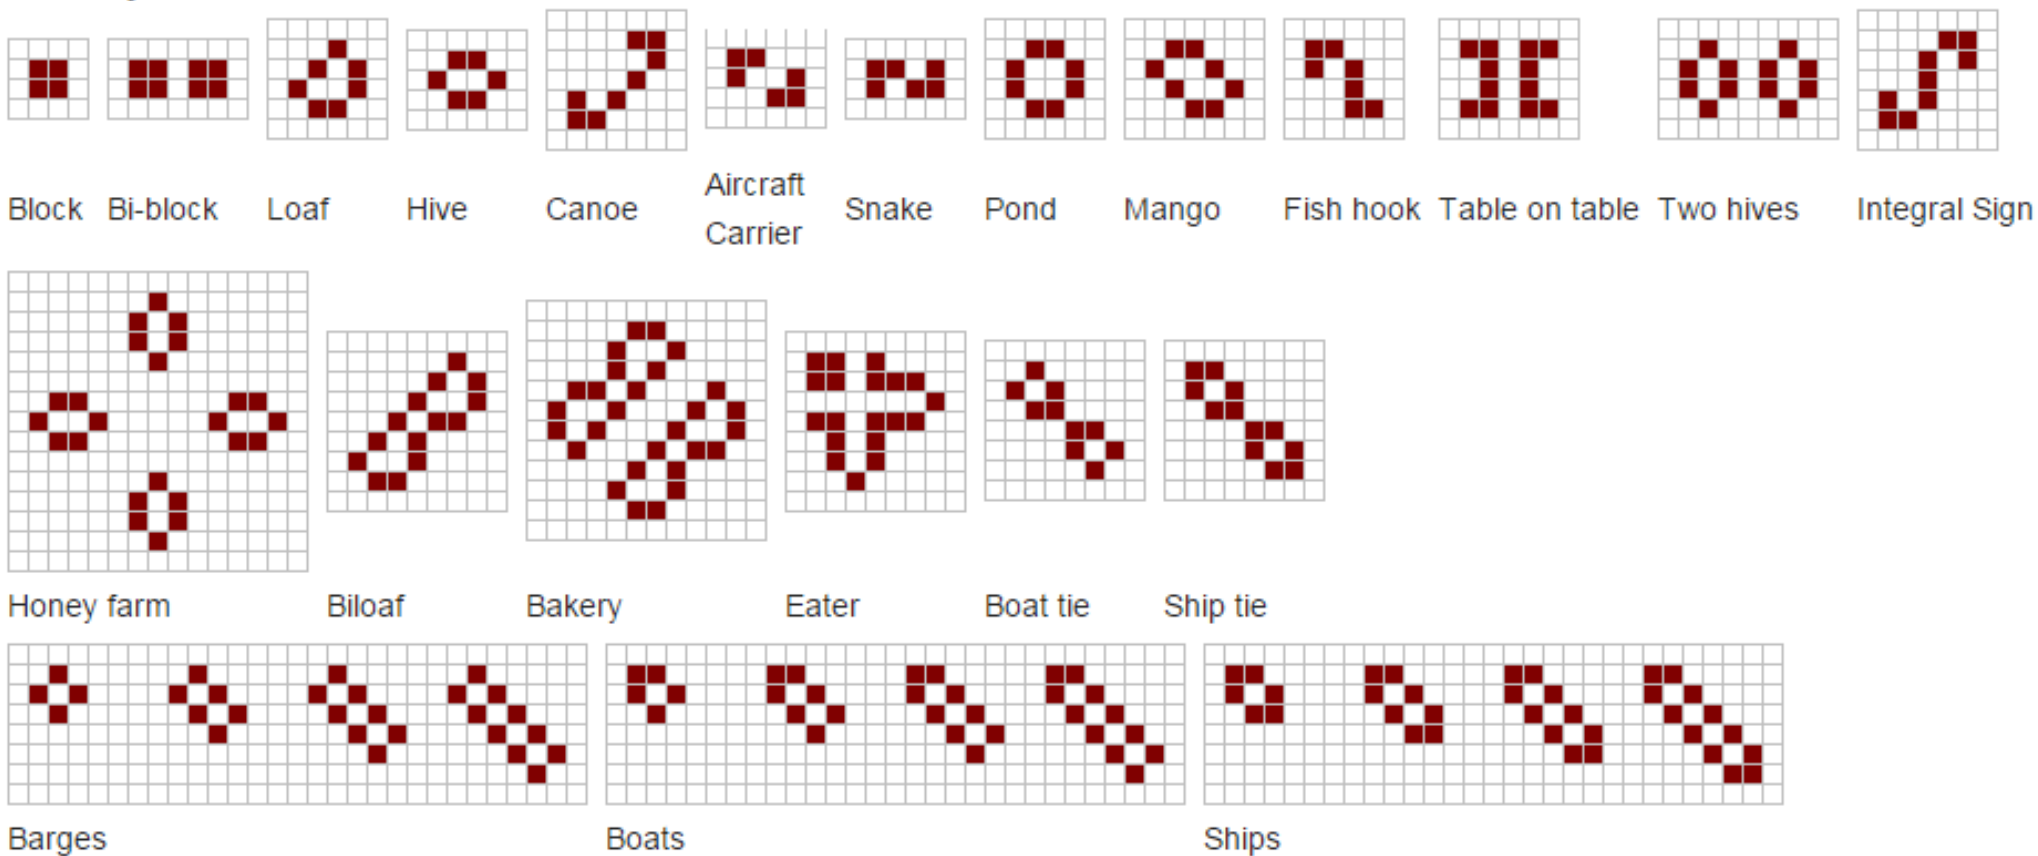 Block Bi-block Loaf Hive Canoe Aircraft Carrier Snake Pond Mango Fish hook Table on table Two hives Integral Sign
Honey farm Biloaf Bakery Eater Boat tie Ship tie
Barges Boats Ships